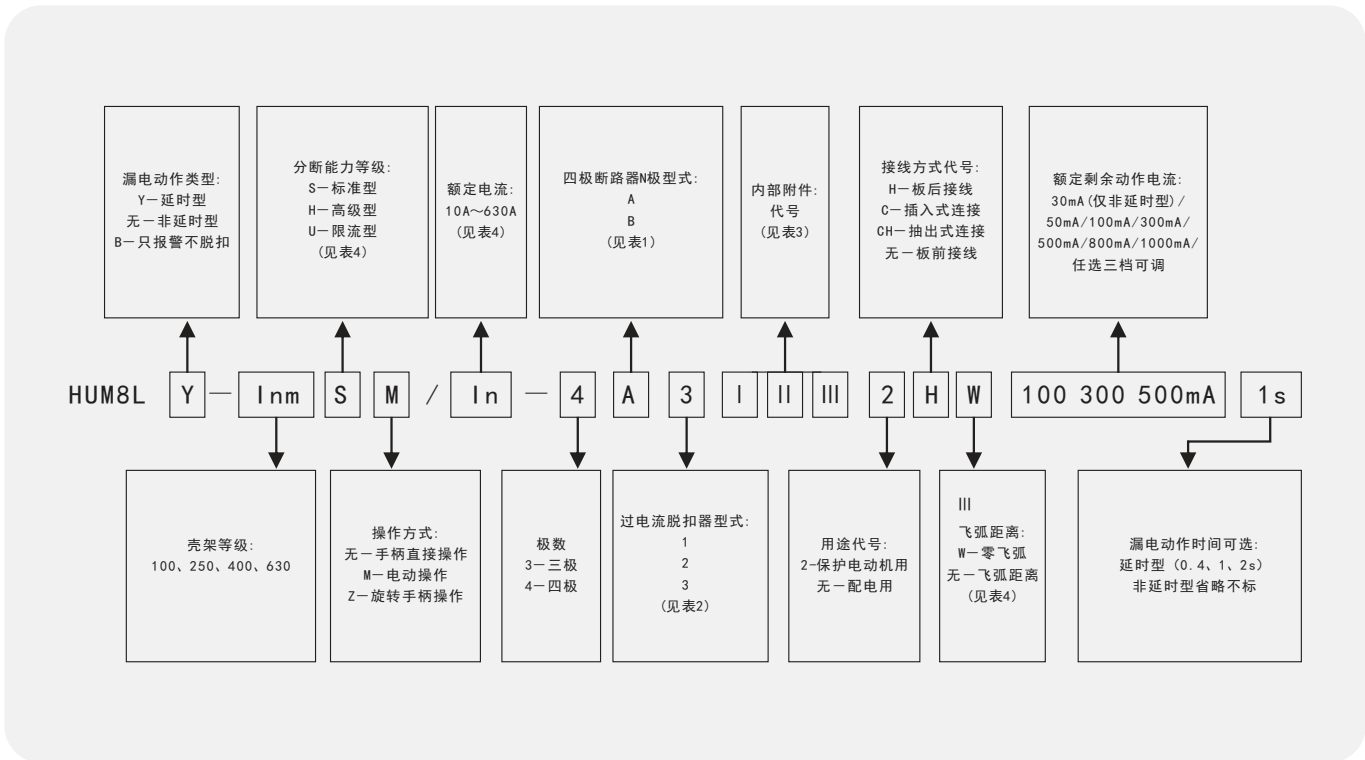 漏电动作类型:
Y—延时型
无—非延时型
B—只报警不脱扣
分断能力等级:
S—标准型
H—高级型
U—限流型
(见表4)
额定电流:
10A～630A
(见表4)
四极断路器N极型式:
A
B
(见表1)
内部附件:
代号
(见表3)
接线方式代号:
H—板后接线
C—插入式连接
CH—抽出式连接
无—板前接线
额定剩余动作电流:
30mA(仅非延时型)/
50mA/100mA/300mA/
500mA/800mA/1000mA/
任选三档可调
HUM8L Y — Inm S M / In — 4 A 3 I II III 2 H W 100 300 500mA 1s
壳架等级:
100、250、400、630
操作方式:
无—手柄直接操作
M—电动操作
Z—旋转手柄操作
极数
3—三极
4—四极
过电流脱扣器型式:
1
2
3
(见表2)
用途代号:
2-保护电动机用
无—配电用
III
飞弧距离:
W—零飞弧
无—飞弧距离
(见表4)
漏电动作时间可选:
延时型（0.4、1、2s)
非延时型省略不标